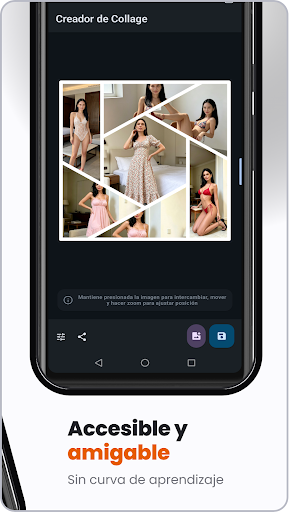 Creador de Collage
Mantiene presionada la images para intercambiar, mover
y hacer zoom para ajustar posición
Accesible y
amigable
Sin curva de aprendizaje